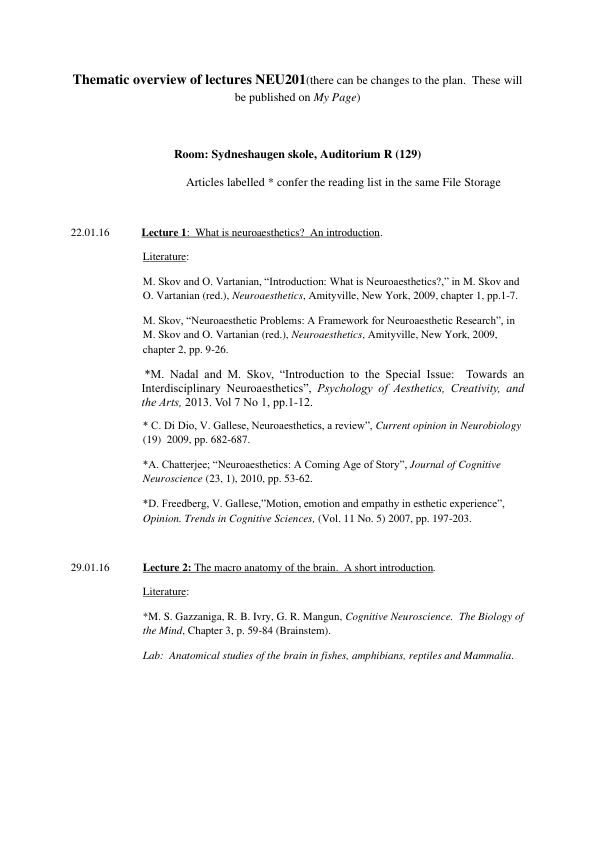 Thematic overview of lectures NEU201(there can be changes to the plan.  These will
be published on My Page)
Room: Sydneshaugen skole, Auditorium R (129)
Articles labelled * confer the reading list in the same File Storage
22.01.16 Lecture 1:  What is neuroaesthetics?  An introduction.
Literature:
M. Skov and O. Vartanian, “Introduction: What is Neuroaesthetics?,” in M. Skov and
O. Vartanian (red.), Neuroaesthetics, Amityville, New York, 2009, chapter 1, pp.1-7.
M. Skov, “Neuroaesthetic Problems: A Framework for Neuroaesthetic Research”, in
M. Skov and O. Vartanian (red.), Neuroaesthetics, Amityville, New York, 2009,
chapter 2, pp. 9-26.
*M. Nadal and M. Skov, “Introduction to the Special Issue:  Towards an
Interdisciplinary Neuroaesthetics”, Psychology of Aesthetics, Creativity, and
the Arts, 2013. Vol 7 No 1, pp.1-12.
* C. Di Dio, V. Gallese, Neuroaesthetics, a review”, Current opinion in Neurobiology
(19)  2009, pp. 682-687.
*A. Chatterjee; “Neuroaesthetics: A Coming Age of Story”, Journal of Cognitive
Neuroscience (23, 1), 2010, pp. 53-62.
*D. Freedberg, V. Gallese,”Motion, emotion and empathy in esthetic experience”,
Opinion. Trends in Cognitive Sciences, (Vol. 11 No. 5) 2007, pp. 197-203.
29.01.16 Lecture 2: The macro anatomy of the brain.  A short introduction.
Literature:
*M. S. Gazzaniga, R. B. Ivry, G. R. Mangun, Cognitive Neuroscience.  The Biology of
the Mind, Chapter 3, p. 59-84 (Brainstem).
Lab:  Anatomical studies of the brain in fishes, amphibians, reptiles and Mammalia.